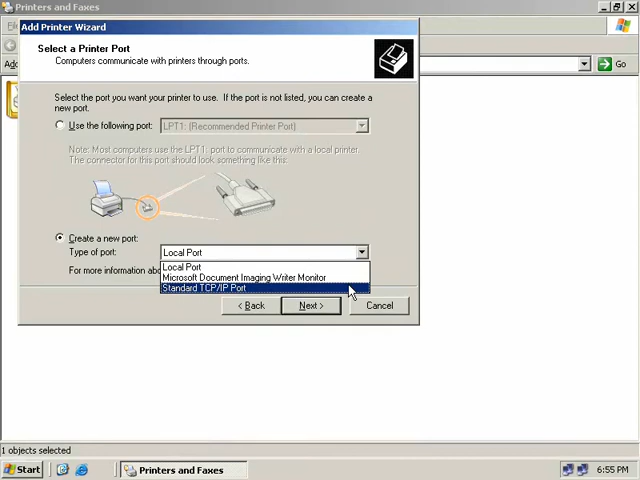 Printers and Faxes
Add Printer Wizard
Select a Printer Port
Computers communicate with printers through ports.
Go
Select the port you want your printer to use. If the port is not listed, you can create a
new port.
Use the following port:
LPT1: (Recommended Printer Port)
Note: Most computers use the LPT1: port to communicate with a local printer.
The connector for this port should look something like this:
Create a new port:
Type of port:
Local Port
Local Port
Microsoft Document Imaging Writer Monitor
Standard TCP/IP Port
For more information abo
< Back
Next >
Cancel
1 objects selected
Start
Printers and Faxes
6:55 PM